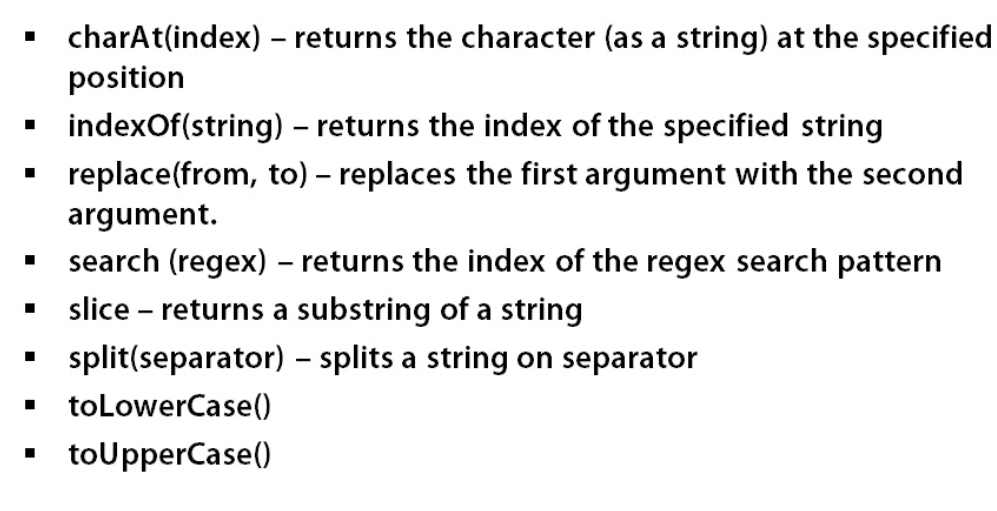 ▪ charAt(index) – returns the character (as a string) at the specified
position
▪ indexOf(string) – returns the index of the specified string
▪ replace(from, to) – replaces the first argument with the second
argument.
▪ search (regex) – returns the index of the regex search pattern
▪ slice – returns a substring of a string
▪ split(separator) – splits a string on separator
▪ toLowerCase()
▪ toUpperCase()